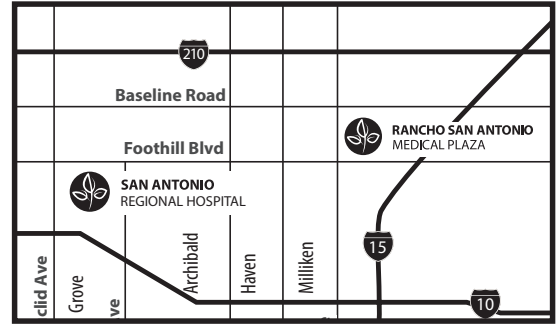 210
Baseline Road
RANCHO SAN ANTONIO
MEDICAL PLAZA
Foothill Blvd
SAN ANTONIO
REGIONAL HOSPITAL
15
clid Ave
Grove
ve
Archibald
Haven
Milliken
10